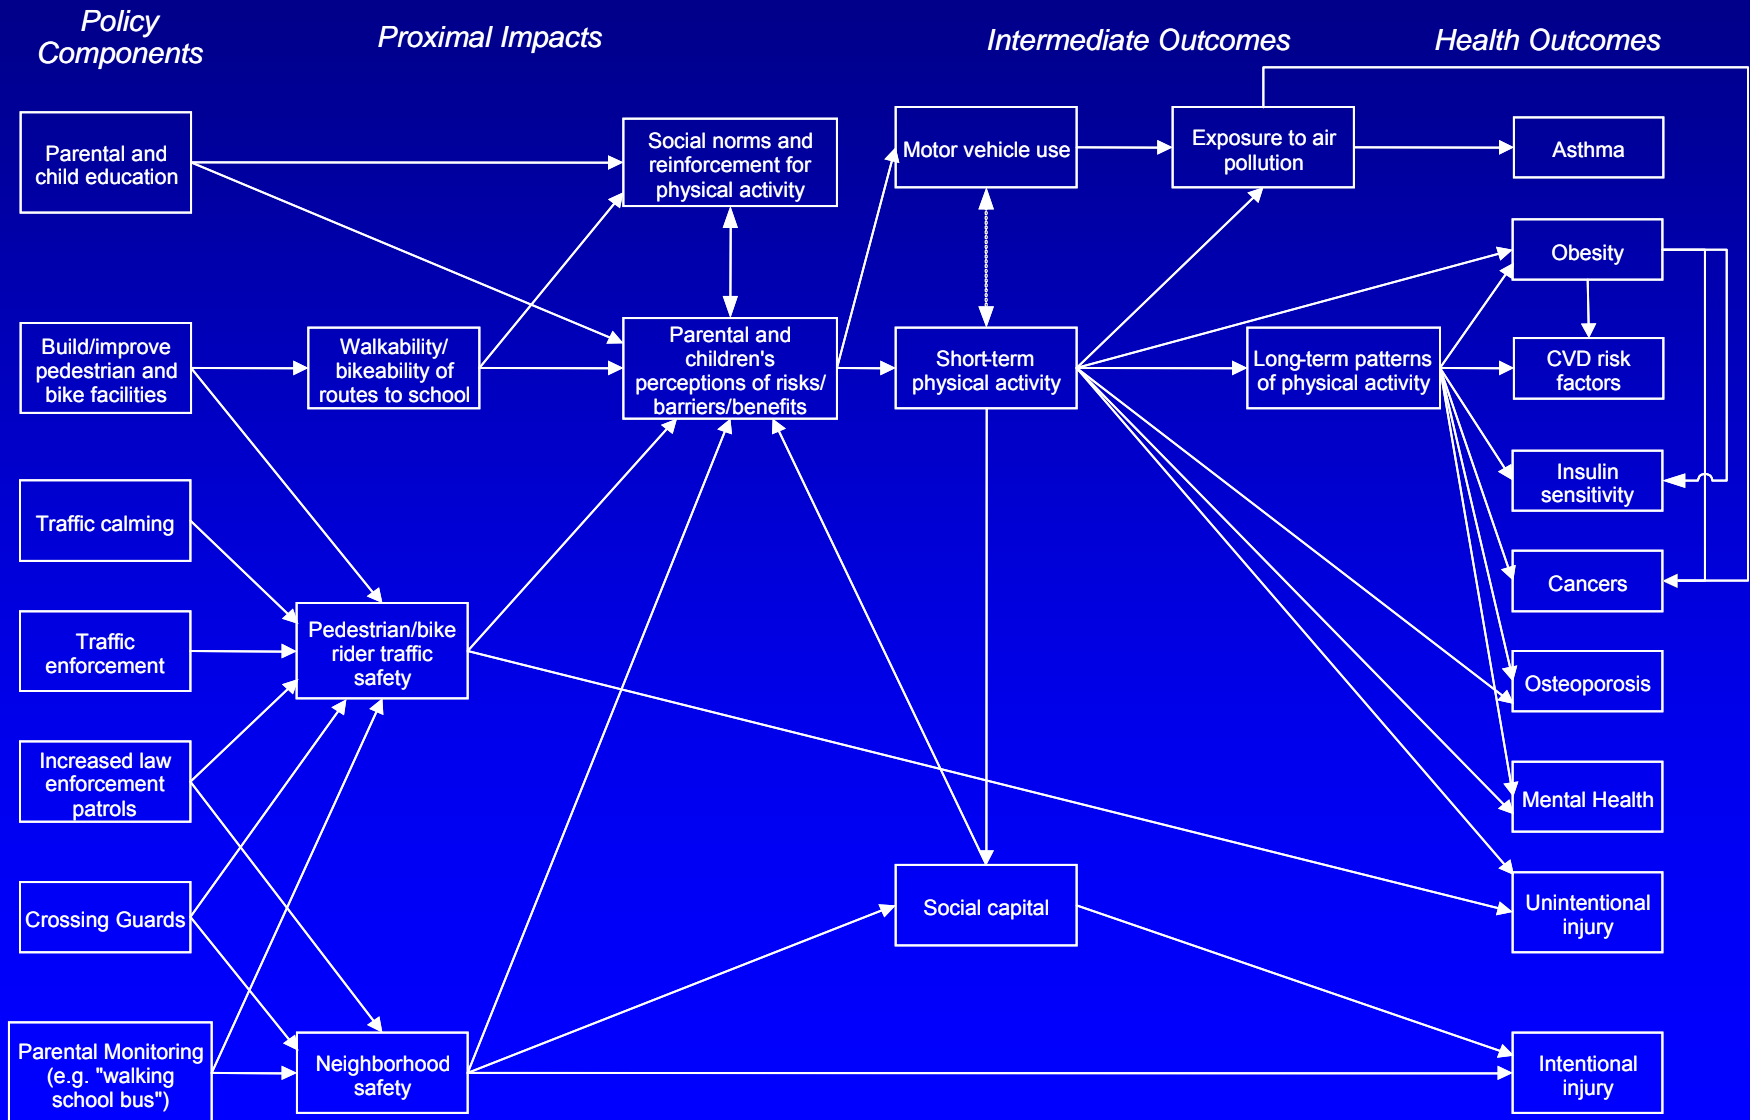 Policy
Components
Proximal Impacts
Intermediate Outcomes
Health Outcomes
Parental and
child education
Social norms and
reinforcement for
physical activity
Motor vehicle use
Exposure to air
pollution
Asthma
Obesity
Build/improve
pedestrian and
bike facilities
Walkability/
bikeability of
routes to school
Parental and
children's
perceptions of risks/
barriers/benefits
Short-term
physical activity
Long-term patterns
of physical activity
CVD risk
factors
Traffic calming
Insulin
sensitivity
Cancers
Traffic
enforcement
Pedestrian/bike
rider traffic
safety
Osteoporosis
Increased law
enforcement
patrols
Mental Health
Crossing Guards
Social capital
Unintentional
injury
Parental Monitoring
(e.g. "walking
school bus")
Neighborhood
safety
Intentional
injury